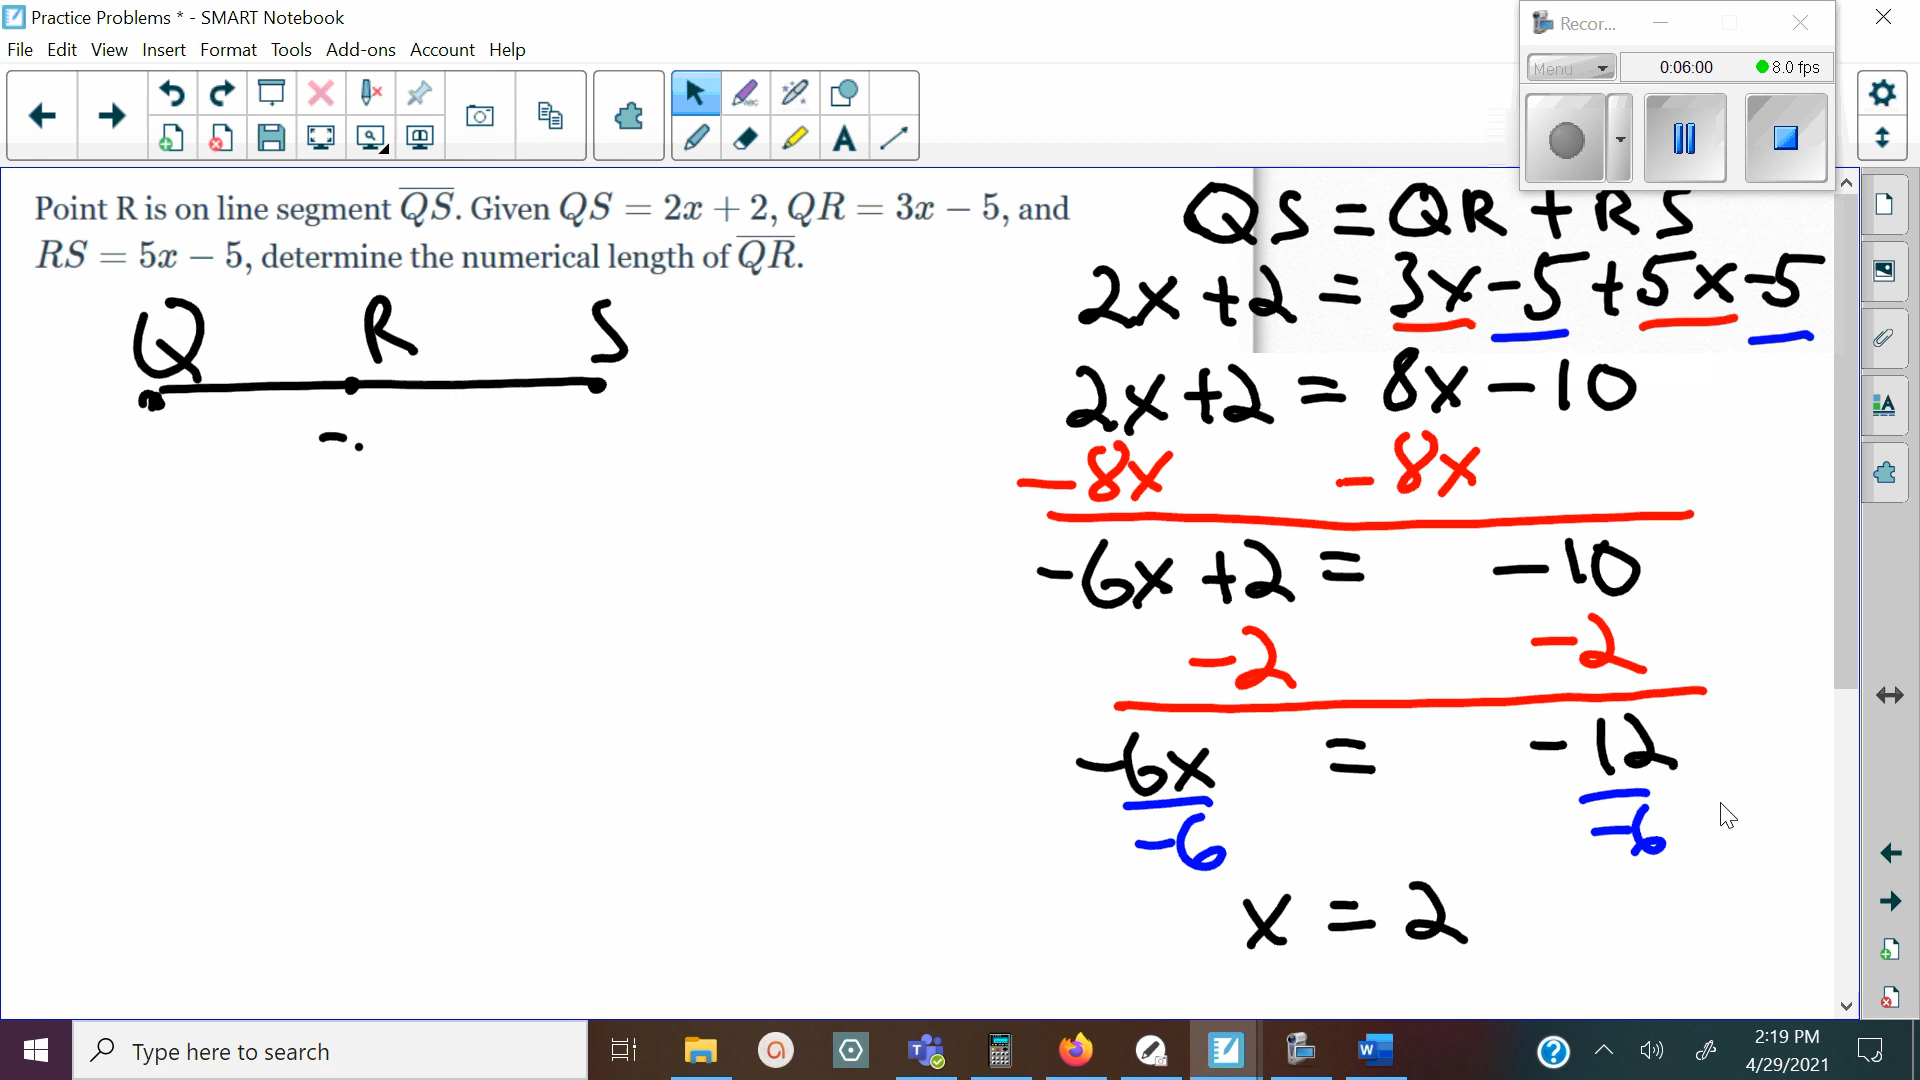 Practice Problems * - SMART Notebook
File Edit View Insert Format Tools Add-ons Account Help
Recor...
Menu
0:06:00
8.0 fps
Point R is on line segment QS. Given QS = 2x + 2, QR = 3x − 5, and
RS = 5x − 5, determine the numerical length of QR.
Q R S
QS = QR + RS
2x + 2 = 3x - 5 + 5x - 5
2x + 2 = 8x - 10
- 8x - 8x
-6x + 2 = - 10
- 2 - 2
-6x = - 12
-6 -6
x = 2
Type here to search
2:19 PM
4/29/2021